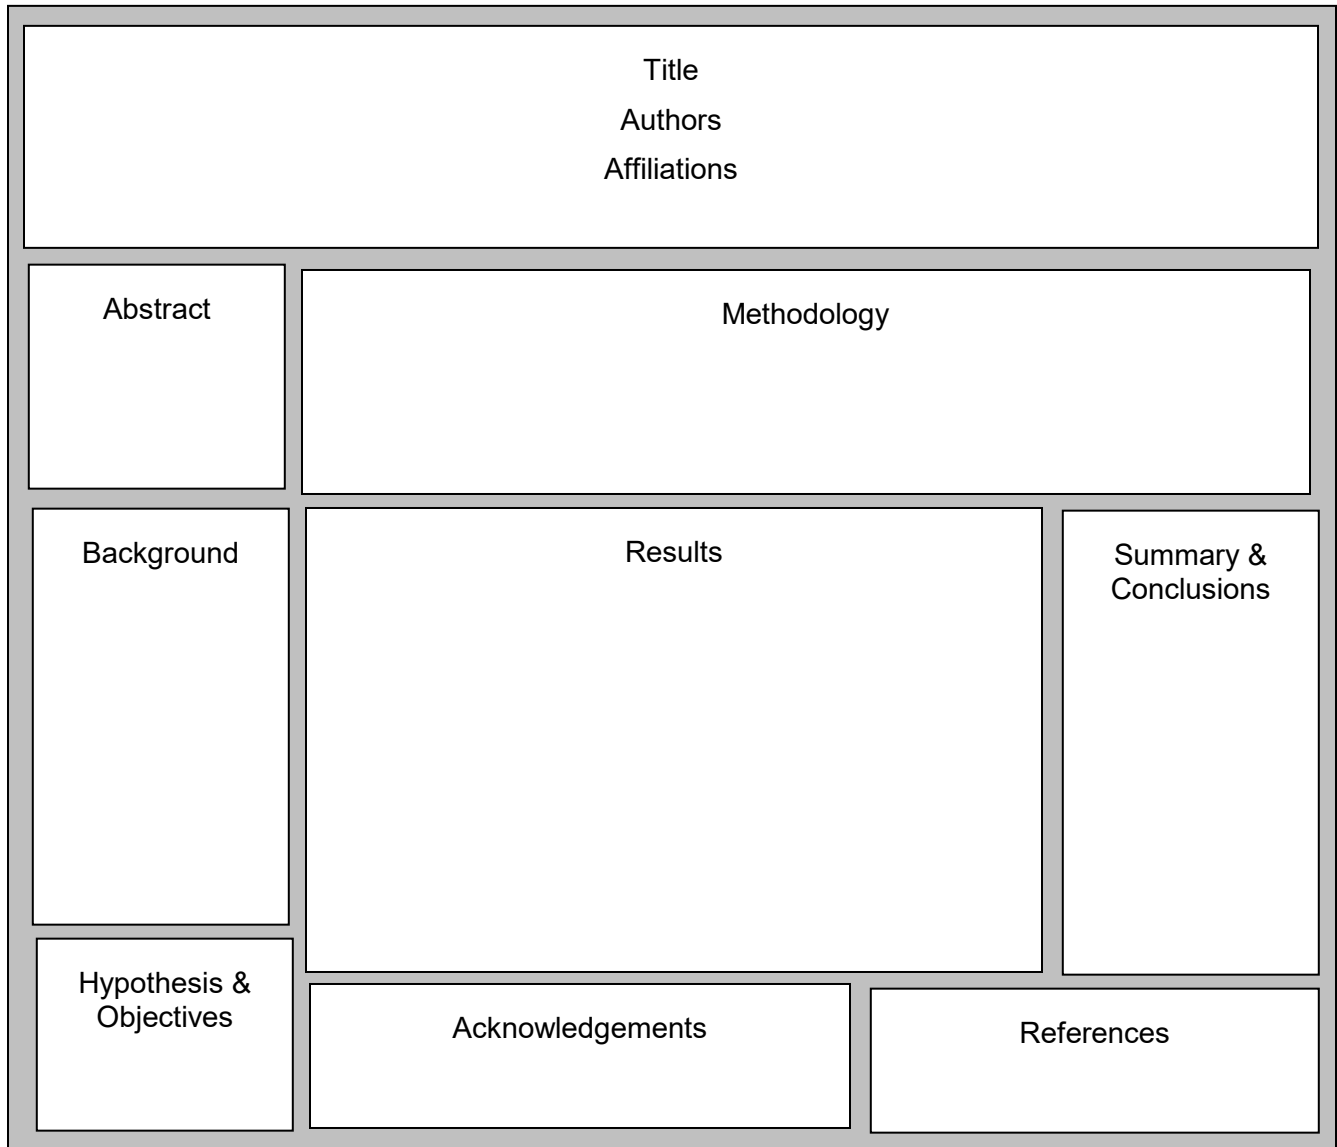 Title
Authors
Affiliations
Abstract
Methodology
Background
Results
Summary &
Conclusions
Hypothesis &
Objectives
Acknowledgements
References